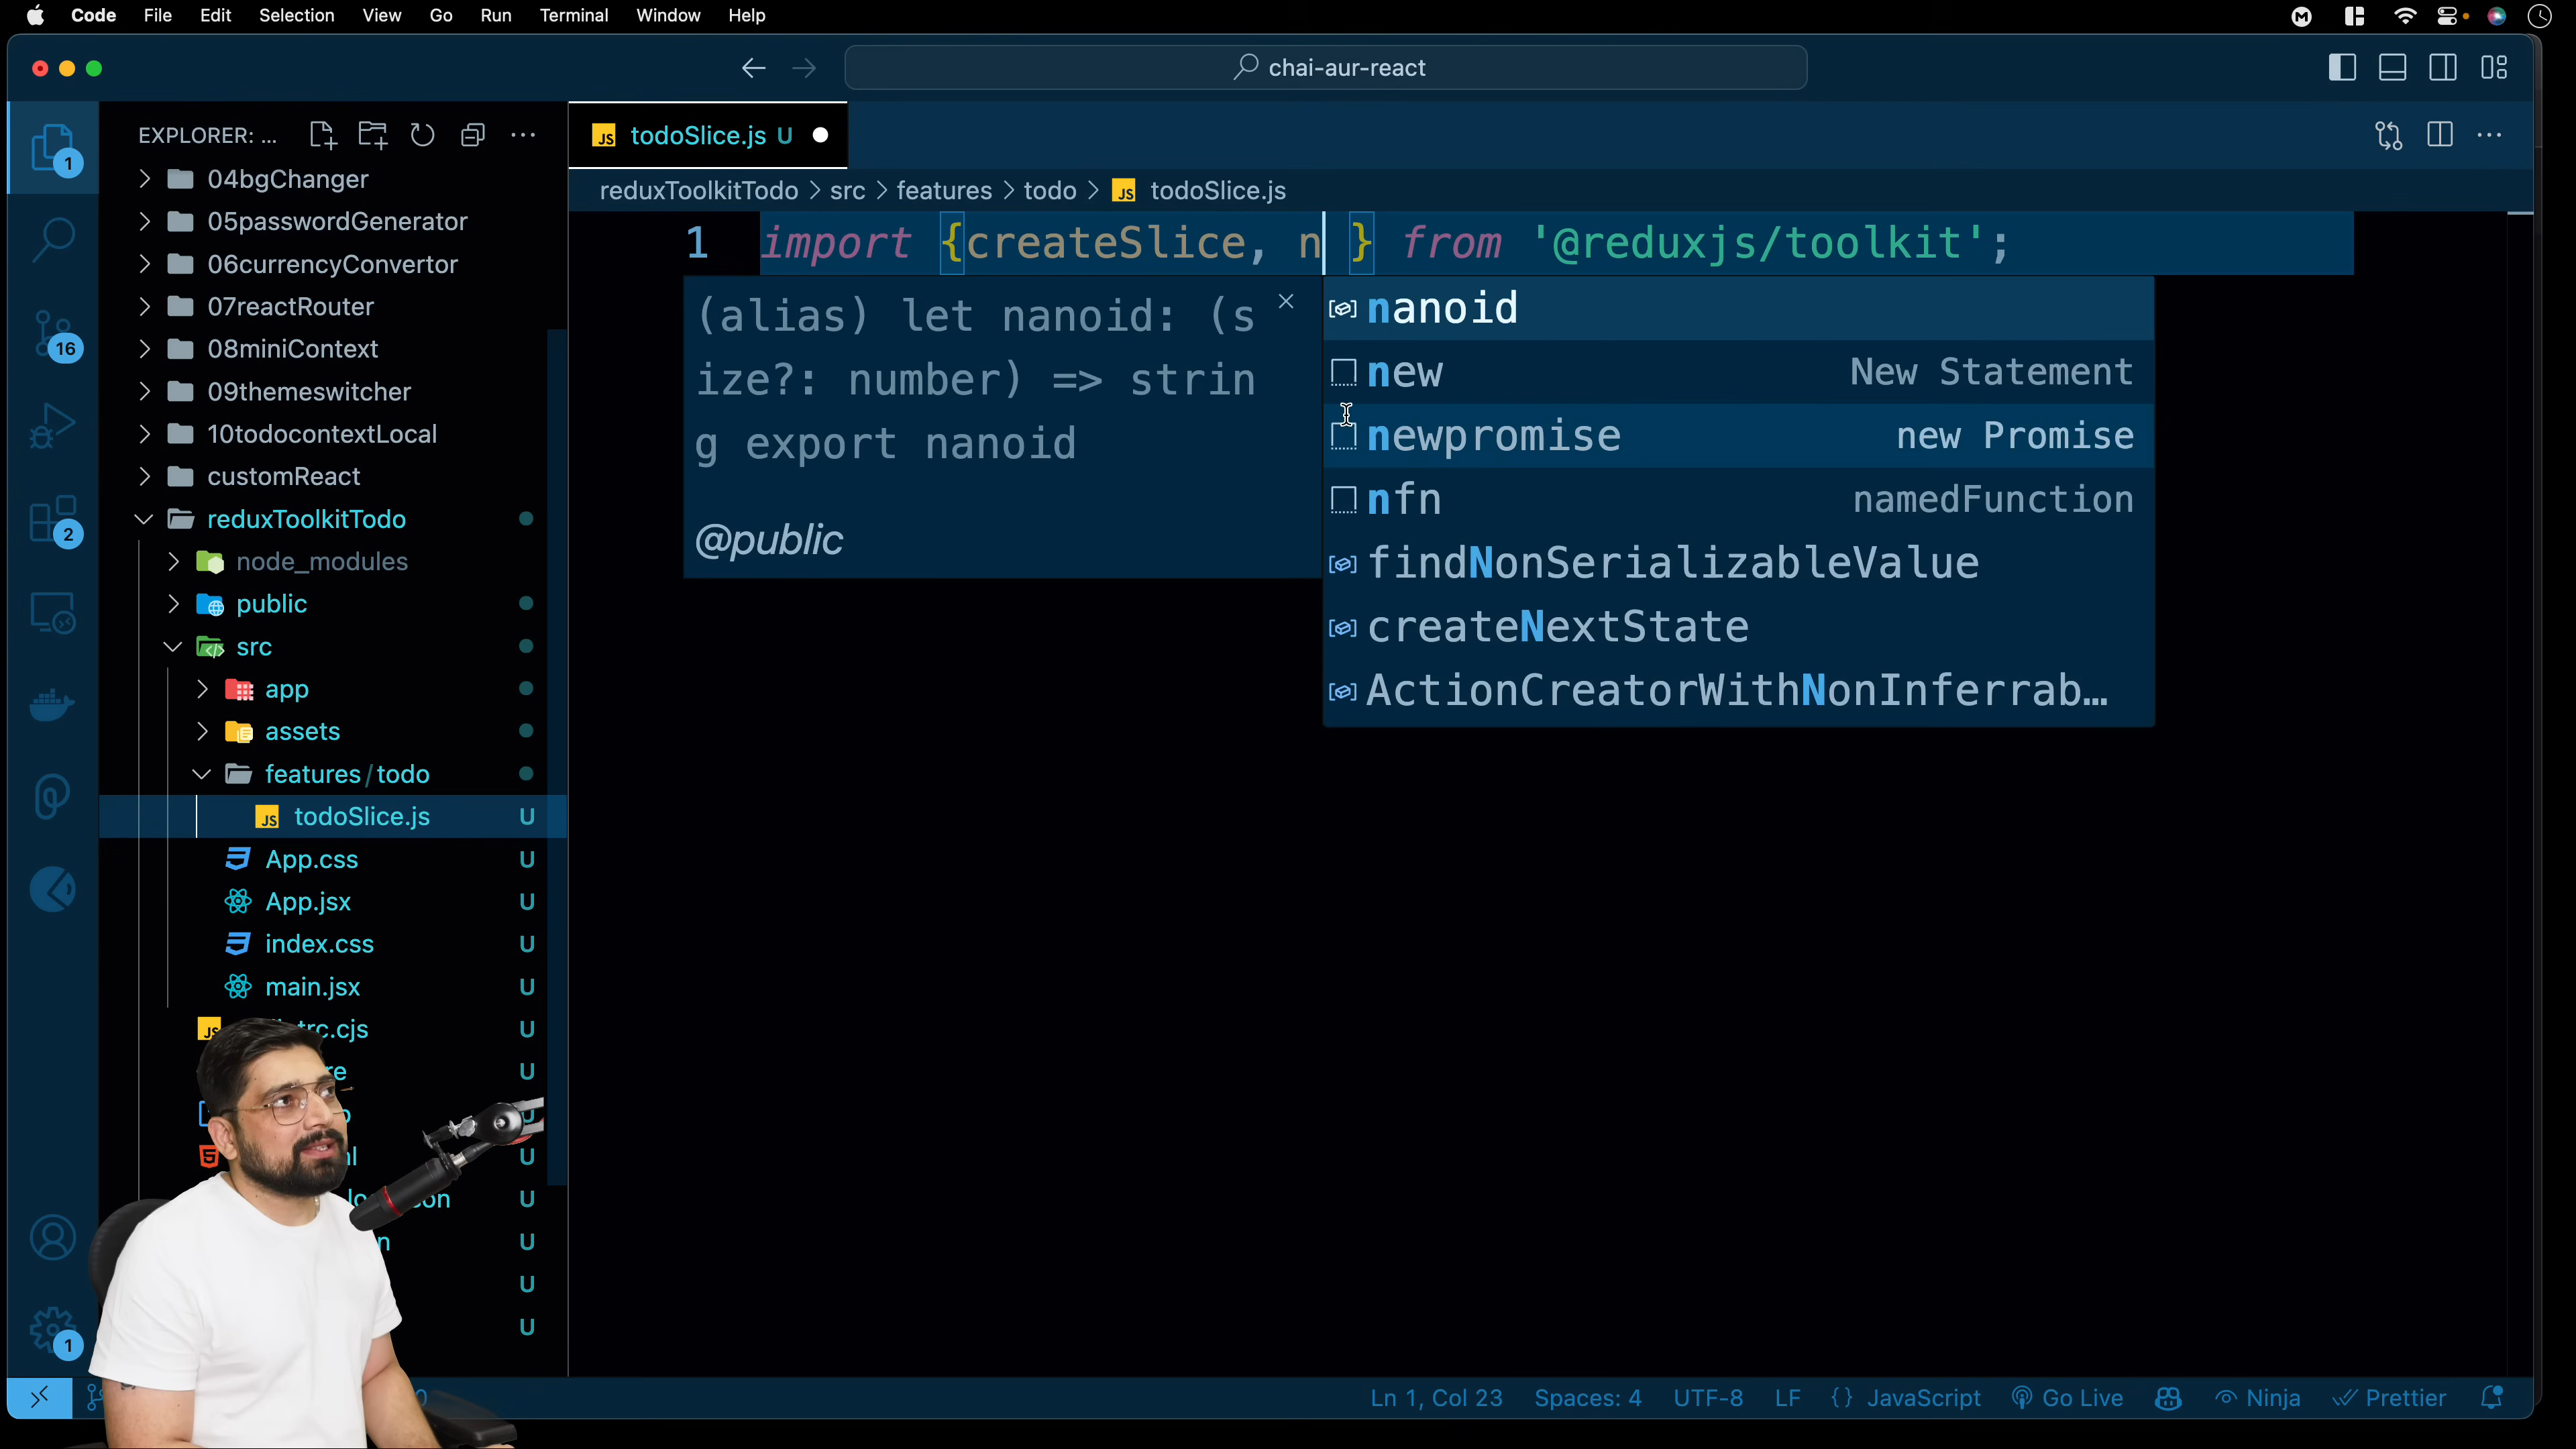 Code File Edit Selection View Go Run Terminal Window Help
chai-aur-react
EXPLORER: ...
04bgChanger
05passwordGenerator
06currencyConvertor
07reactRouter
08miniContext
09themeswitcher
10todocontextLocal
customReact
reduxToolkitTodo
node_modules
public
src
app
assets
features/todo
todoSlice.js U
App.css U
App.jsx U
index.css U
main.jsx U
trc.cjs U
re U
U
U
U
U
U
U
1
16
2
1
todoSlice.js U
reduxToolkitTodo > src > features > todo > JS todoSlice.js
1 import {createSlice, n } from '@reduxjs/toolkit';
(alias) let nanoid: (s
ize?: number) => strin
g export nanoid
@public
nanoid
new New Statement
newpromise new Promise
nfn namedFunction
findNonSerializableValue
createNextState
ActionCreatorWithNonInferrab…
Ln 1, Col 23 Spaces: 4 UTF-8 LF {} JavaScript Go Live Ninja Prettier